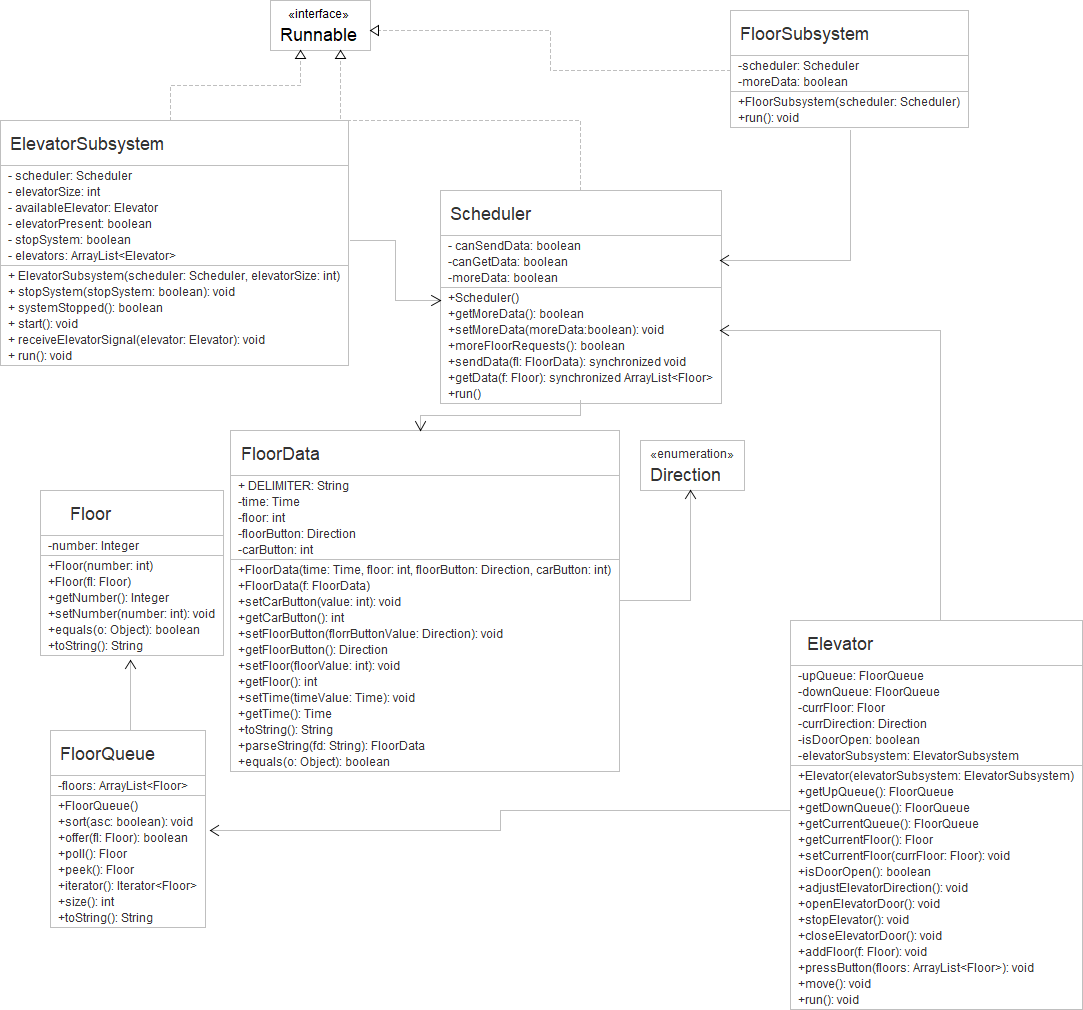 «interface»
Runnable
FloorSubsystem
-scheduler: Scheduler
-moreData: boolean
+FloorSubsystem(scheduler: Scheduler)
+run(): void
ElevatorSubsystem
- scheduler: Scheduler
- elevatorSize: int
- availableElevator: Elevator
- elevatorPresent: boolean
- stopSystem: boolean
- elevators: ArrayList<Elevator>
+ ElevatorSubsystem(scheduler: Scheduler, elevatorSize: int)
+ stopSystem(stopSystem: boolean): void
+ systemStopped(): boolean
+ start(): void
+ receiveElevatorSignal(elevator: Elevator): void
+ run(): void
Scheduler
- canSendData: boolean
-canGetData: boolean
-moreData: boolean
+Scheduler()
+getMoreData(): boolean
+setMoreData(moreData:boolean): void
+moreFloorRequests(): boolean
+sendData(fl: FloorData): synchronized void
+getData(f: Floor): synchronized ArrayList<Floor>
+run()
FloorData
+ DELIMITER: String
-time: Time
-floor: int
-floorButton: Direction
-carButton: int
+FloorData(time: Time, floor: int, floorButton: Direction, carButton: int)
+FloorData(f: FloorData)
+setCarButton(value: int): void
+getCarButton(): int
+setFloorButton(florrButtonValue: Direction): void
+getFloorButton(): Direction
+setFloor(floorValue: int): void
+getFloor(): int
+setTime(timeValue: Time): void
+getTime(): Time
+toString(): String
+parseString(fd: String): FloorData
+equals(o: Object): boolean
«enumeration»
Direction
Floor
-number: Integer
+Floor(number: int)
+Floor(fl: Floor)
+getNumber(): Integer
+setNumber(number: int): void
+equals(o: Object): boolean
+toString(): String
FloorQueue
-floors: ArrayList<Floor>
+FloorQueue()
+sort(asc: boolean): void
+offer(fl: Floor): boolean
+poll(): Floor
+peek(): Floor
+iterator(): Iterator<Floor>
+size(): int
+toString(): String
Elevator
-upQueue: FloorQueue
-downQueue: FloorQueue
-currFloor: Floor
-currDirection: Direction
-isDoorOpen: boolean
-elevatorSubsystem: ElevatorSubsystem
+Elevator(elevatorSubsystem: ElevatorSubsystem)
+getUpQueue(): FloorQueue
+getDownQueue(): FloorQueue
+getCurrentQueue(): FloorQueue
+getCurrentFloor(): Floor
+setCurrentFloor(currFloor: Floor): void
+isDoorOpen(): boolean
+adjustElevatorDirection(): void
+openElevatorDoor(): void
+stopElevator(): void
+closeElevatorDoor(): void
+addFloor(f: Floor): void
+pressButton(floors: ArrayList<Floor>): void
+move(): void
+run(): void